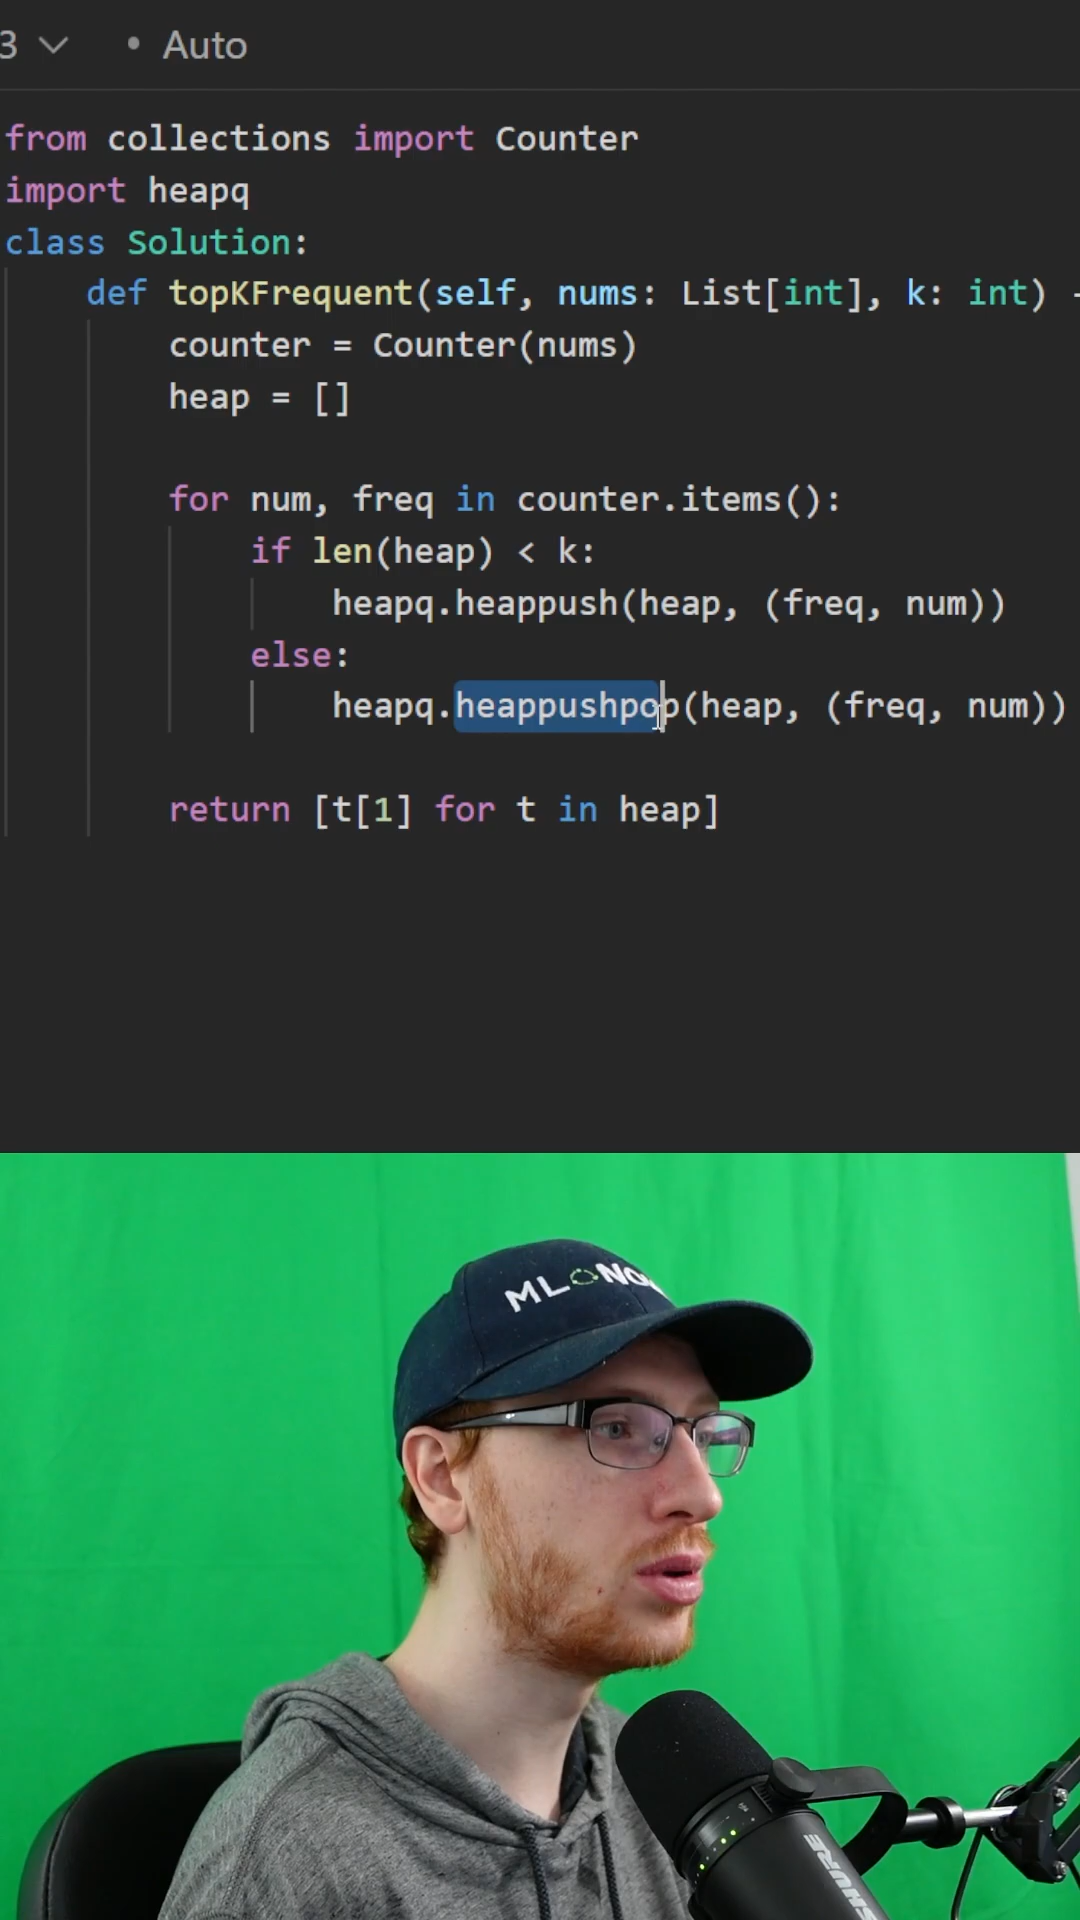 3 • Auto
from collections import Counter
import heapq
class Solution:
def topKFrequent(self, nums: List[int], k: int) -
counter = Counter(nums)
heap = []
for num, freq in counter.items():
if len(heap) < k:
heapq.heappush(heap, (freq, num))
else:
heapq.heappushpop(heap, (freq, num))
return [t[1] for t in heap]
ML NOW
SHURE